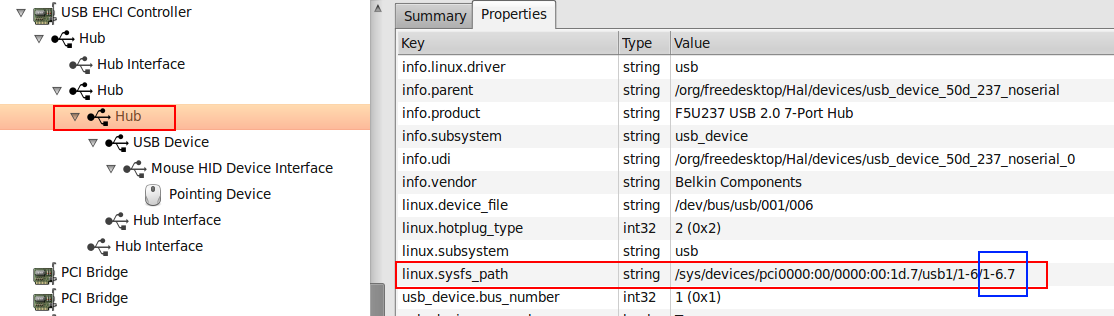 USB EHCI Controller
Hub
Hub Interface
Hub
Hub
USB Device
Mouse HID Device Interface
Pointing Device
Hub Interface
Hub Interface
PCI Bridge
PCI Bridge
Summary Properties
Key Type Value
info.linux.driver string usb
info.parent string /org/freedesktop/Hal/devices/usb_device_50d_237_noserial
info.product string F5U237 USB 2.0 7-Port Hub
info.subsystem string usb_device
info.udi string /org/freedesktop/Hal/devices/usb_device_50d_237_noserial_0
info.vendor string Belkin Components
linux.device_file string /dev/bus/usb/001/006
linux.hotplug_type int32 2 (0x2)
linux.subsystem string usb
linux.sysfs_path string /sys/devices/pci0000:00/0000:00:1d.7/usb1/1-6/1-6.7
usb_device.bus_number int32 1 (0x1)